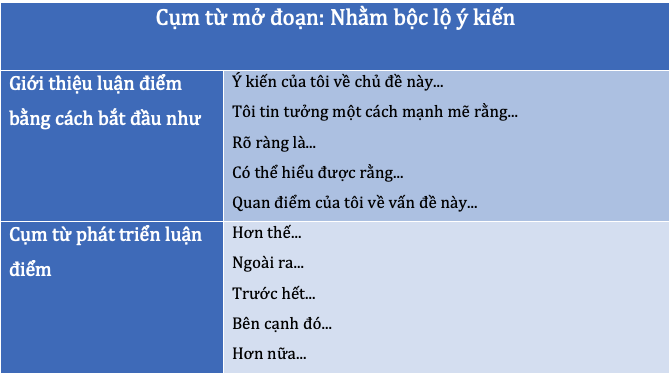 Cụm từ mở đoạn: Nhằm bộc lộ ý kiến
Giới thiệu luận điểm
bằng cách bắt đầu như
Ý kiến của tôi về chủ đề này...
Tôi tin tưởng một cách mạnh mẽ rằng...
Rõ ràng là...
Có thể hiểu được rằng...
Quan điểm của tôi về vấn đề này...
Cụm từ phát triển luận
điểm
Hơn thế...
Ngoài ra...
Trước hết...
Bên cạnh đó...
Hơn nữa...